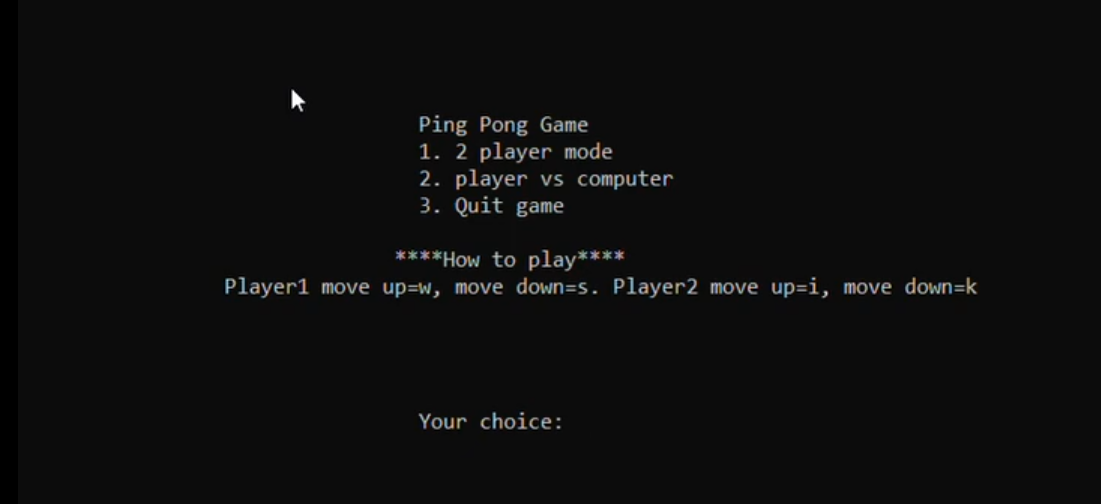 Ping Pong Game
1. 2 player mode
2. player vs computer
3. Quit game
****How to play****
Player1 move up=w, move down=s. Player2 move up=i, move down=k
Your choice: